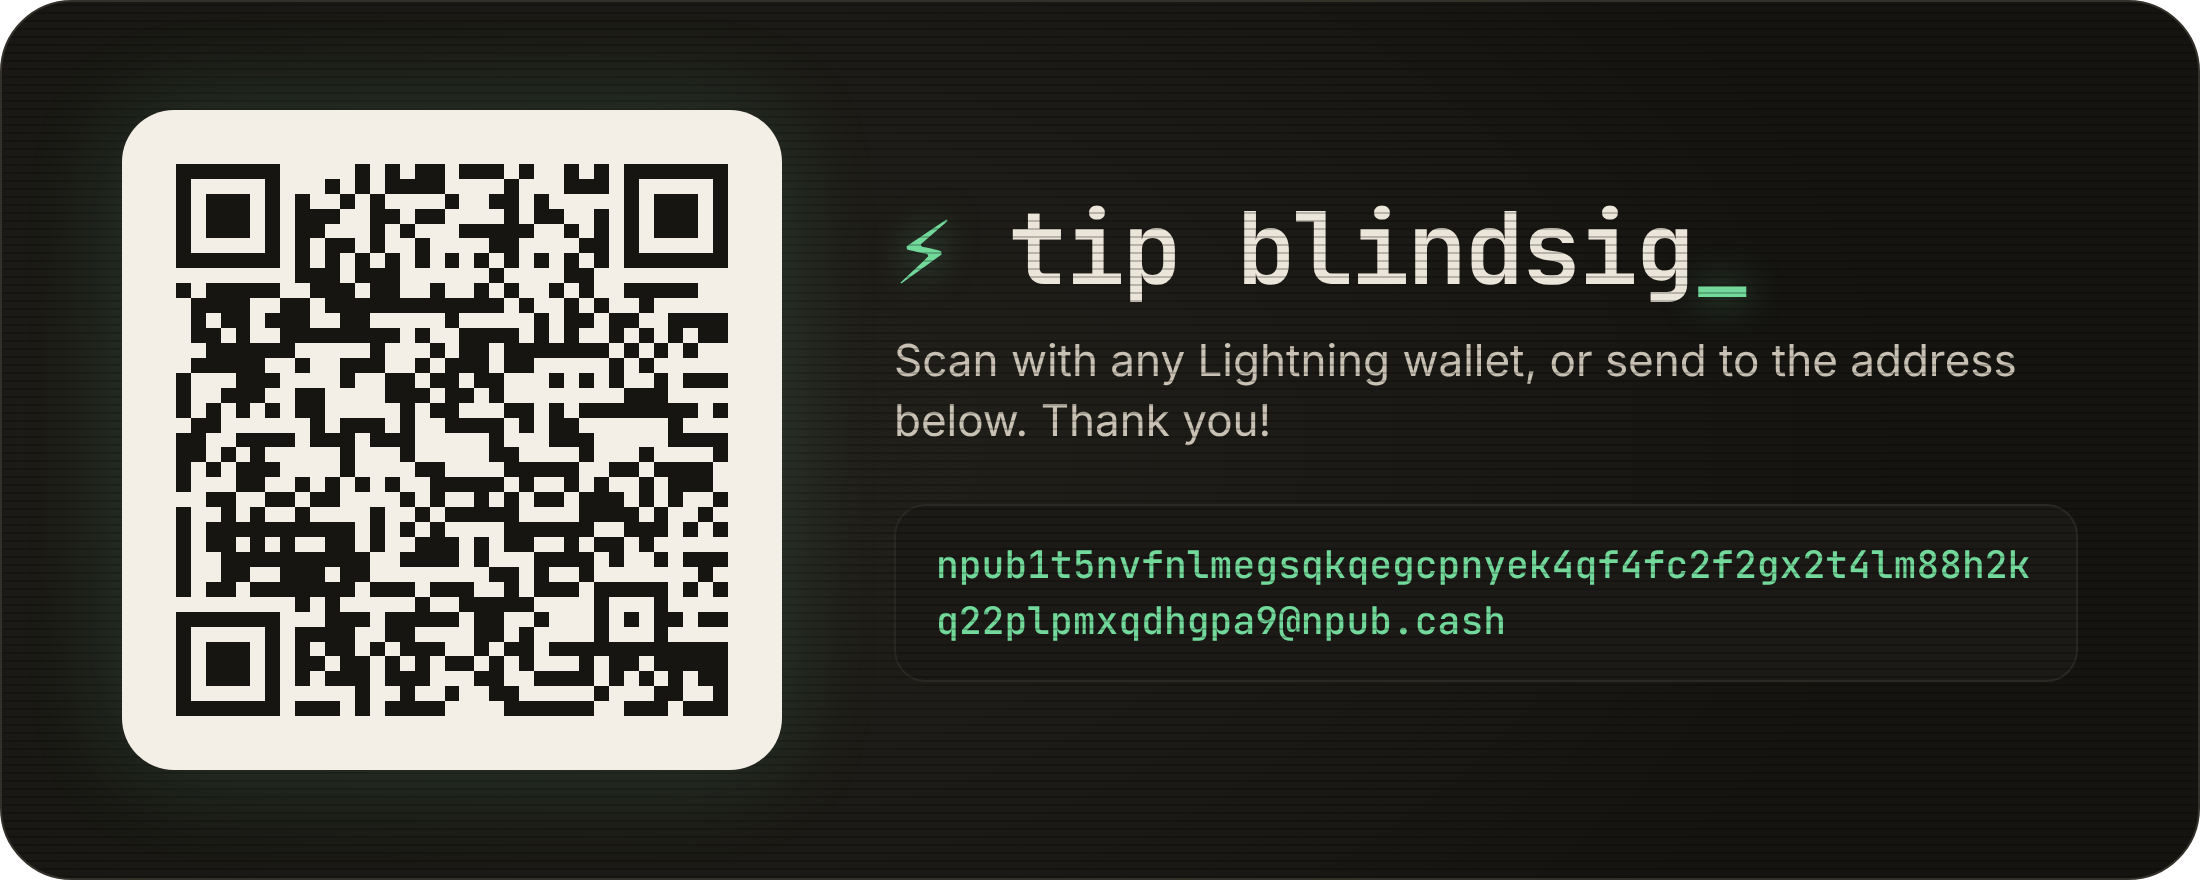 ⚡ tip blindsig_
Scan with any Lightning wallet, or send to the address
below. Thank you!
npub1t5nvfnlmegsqkqegcpnyek4qf4fc2f2gx2t4lm88h2k
q22plpmxqdhgpa9@npub.cash